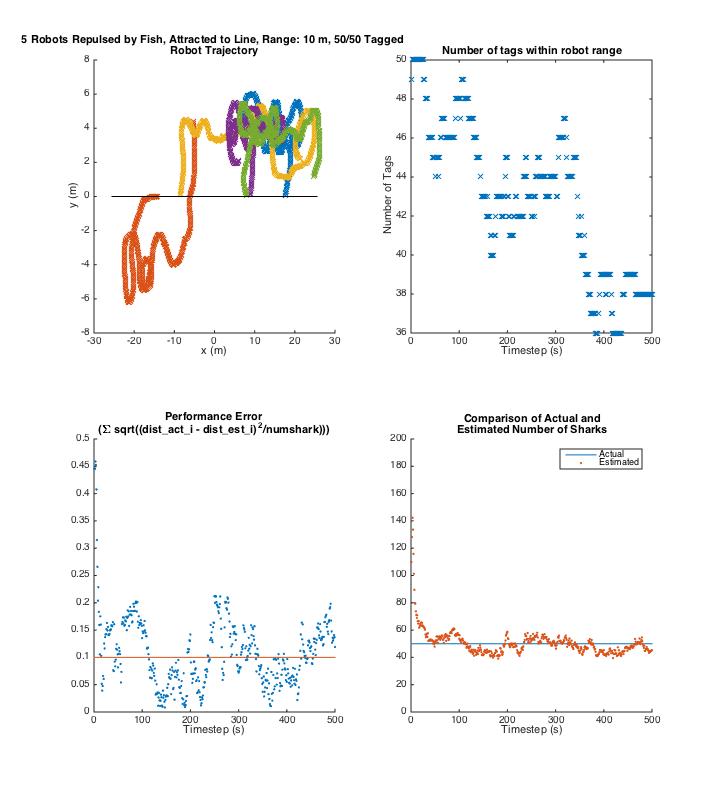 5 Robots Repulsed by Fish, Attracted to Line, Range: 10 m, 50/50 Tagged
Robot Trajectory
8
6
4
2
0
-2
-4
-6
-8
y (m)
-30 -20 -10 0 10 20 30
x (m)
Number of tags within robot range
50
48
46
44
42
40
38
36
Number of Tags
0 100 200 300 400 500
Timestep (s)
Performance Error
(Σ sqrt((dist_act_i - dist_est_i)²/numshark)))
0.5
0.45
0.4
0.35
0.3
0.25
0.2
0.15
0.1
0.05
0
0 100 200 300 400 500
Timestep (s)
Comparison of Actual and
Estimated Number of Sharks
200
180
160
140
120
100
80
60
40
20
0
Actual
Estimated
0 100 200 300 400 500
Timestep (s)